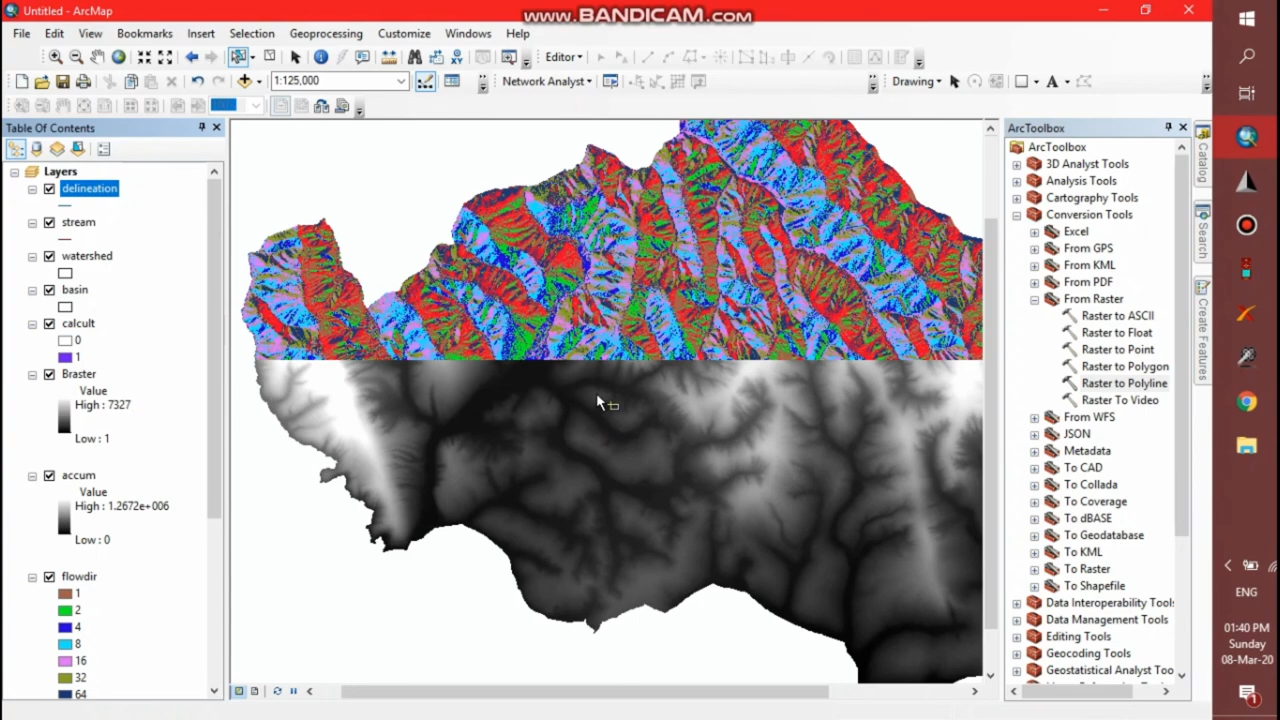 Untitled - ArcMap
www.BANDICAM.com
File Edit View Bookmarks Insert Selection Geoprocessing Customize Windows Help
Editor
1:125,000
Network Analyst
Drawing
A
Table Of Contents
Layers
delineation
stream
watershed
basin
calcult
0
1
Braster
Value
High : 7327
Low : 1
accum
Value
High : 1.2672e+006
Low : 0
flowdir
1
2
4
8
16
32
64
ArcToolbox
ArcToolbox
3D Analyst Tools
Analysis Tools
Cartography Tools
Conversion Tools
Excel
From GPS
From KML
From PDF
From Raster
Raster to ASCII
Raster to Float
Raster to Point
Raster to Polygon
Raster to Polyline
Raster To Video
From WFS
JSON
Metadata
To CAD
To Collada
To Coverage
To dBASE
To Geodatabase
To KML
To Raster
To Shapefile
Data Interoperability Tools
Data Management Tools
Editing Tools
Geocoding Tools
Geostatistical Analyst Too
Catalog
Search
Create Features
ENG
01:40 PM
Sunday
08-Mar-20
1